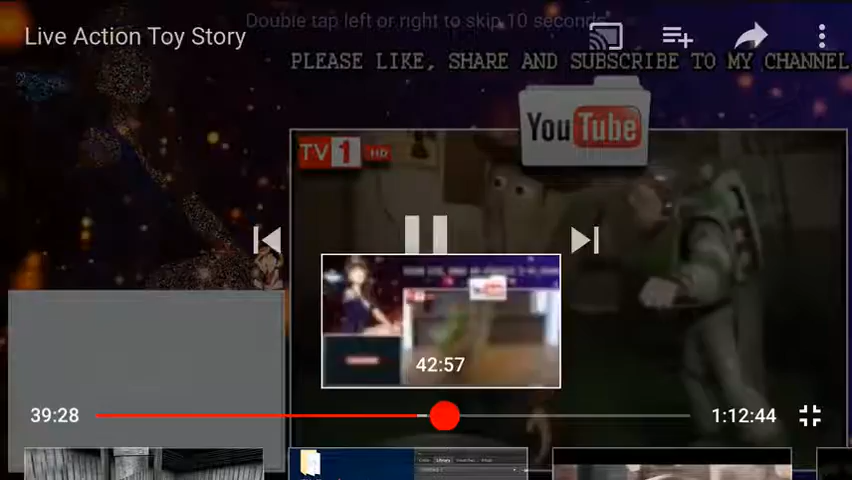 Double tap left or right to skip 10 seconds
Live Action Toy Story
PLEASE LIKE, SHARE AND SUBSCRIBE TO MY CHANNEL
YouTube
TV1 HD
42:57
39:28
1:12:44